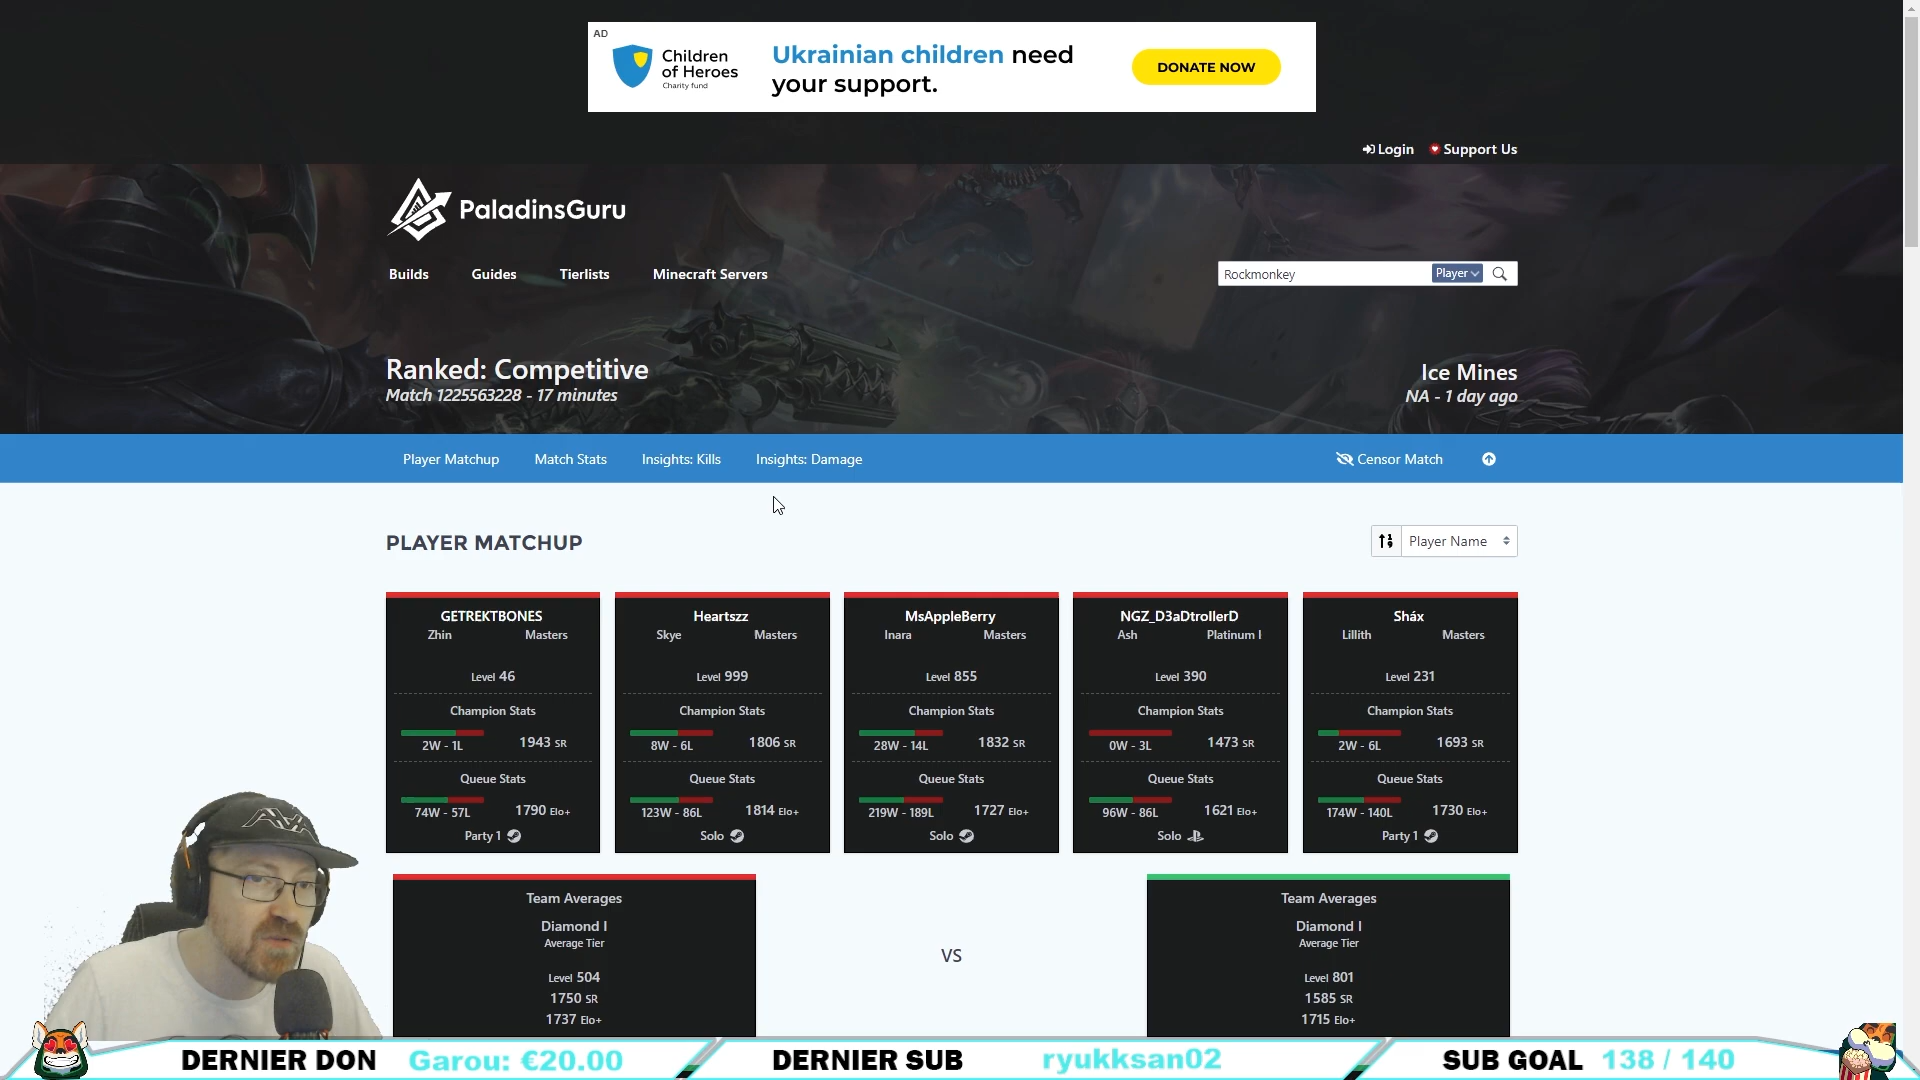 AD
Children
of Heroes
Charity fund
Ukrainian children need
your support.
DONATE NOW
Login
Support Us
PaladinsGuru
Builds
Guides
Tierlists
Minecraft Servers
Rockmonkey
Player
Ranked: Competitive
Match 1225563228 - 17 minutes
Ice Mines
NA - 1 day ago
Player Matchup
Match Stats
Insights: Kills
Insights: Damage
Censor Match
PLAYER MATCHUP
Player Name
GETREKTBONES
Zhin Masters
Level 46
Champion Stats
2W - 1L 1943 SR
Queue Stats
74W - 57L 1790 Elo+
Party 1
Heartszz
Skye Masters
Level 999
Champion Stats
8W - 6L 1806 SR
Queue Stats
123W - 86L 1814 Elo+
Solo
MsAppleBerry
Inara Masters
Level 855
Champion Stats
28W - 14L 1832 SR
Queue Stats
219W - 189L 1727 Elo+
Solo
NGZ_D3aDtrollerD
Ash Platinum I
Level 390
Champion Stats
0W - 3L 1473 SR
Queue Stats
96W - 86L 1621 Elo+
Solo
Sháx
Lillith Masters
Level 231
Champion Stats
2W - 6L 1693 SR
Queue Stats
174W - 140L 1730 Elo+
Party 1
Team Averages
Diamond I
Average Tier
Level 504
1750 SR
1737 Elo+
VS
Team Averages
Diamond I
Average Tier
Level 801
1585 SR
1715 Elo+
DERNIER DON Garou: €20.00
DERNIER SUB ryukksan02
SUB GOAL 138 / 140